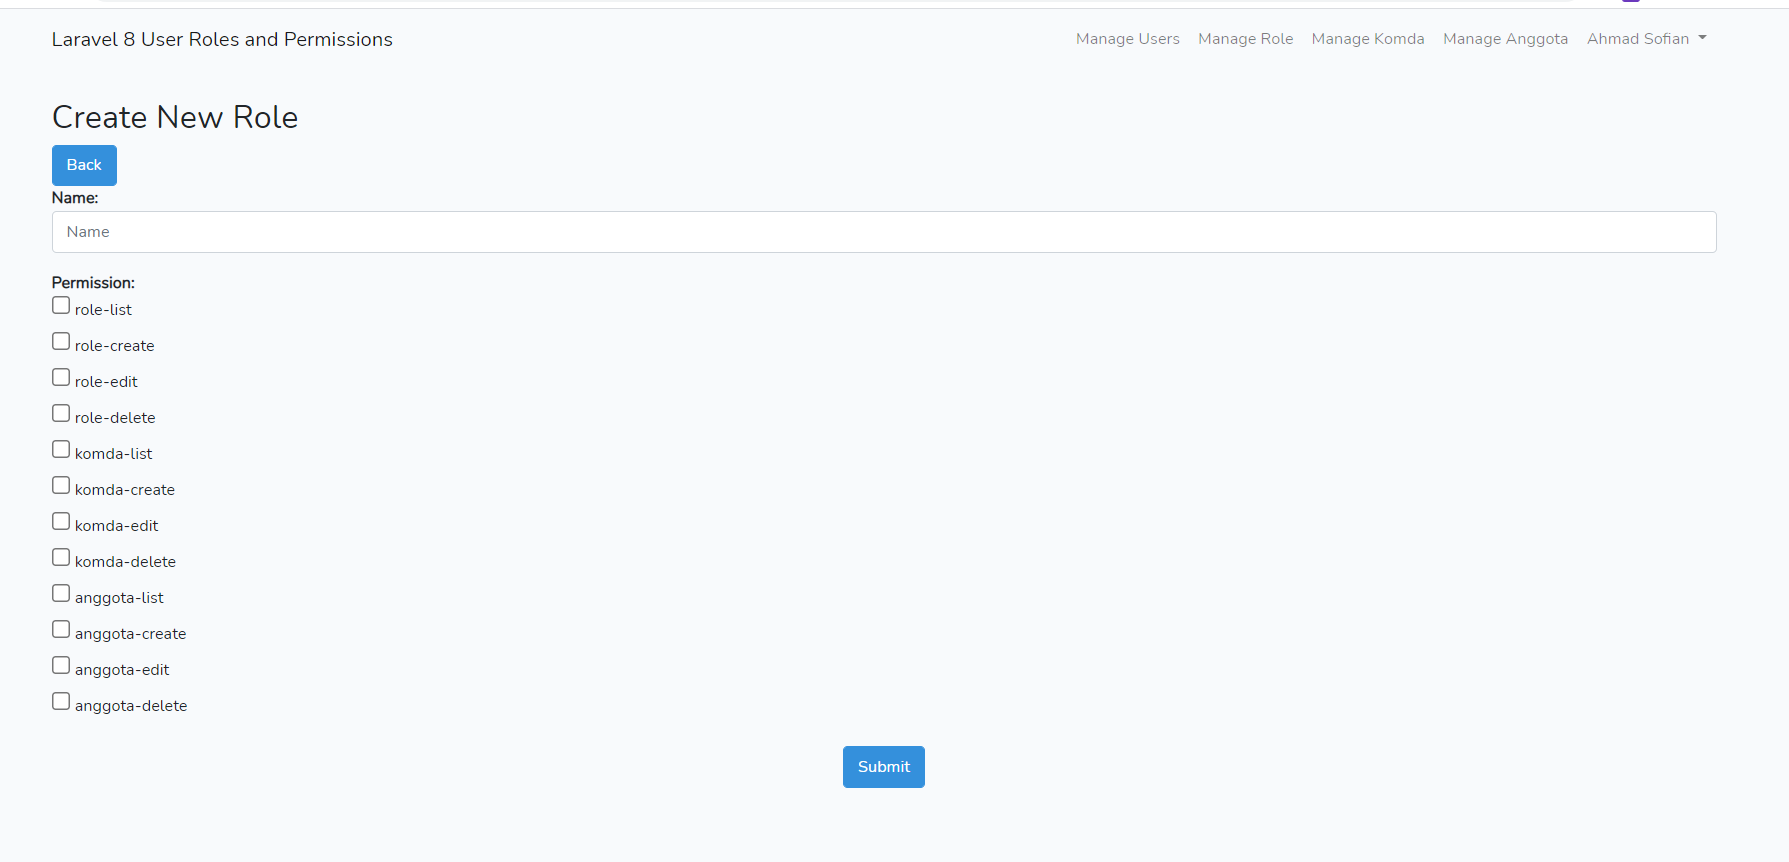 Laravel 8 User Roles and Permissions
Manage Users Manage Role Manage Komda Manage Anggota Ahmad Sofian
Create New Role
Back
Name:
Name
Permission:
role-list
role-create
role-edit
role-delete
komda-list
komda-create
komda-edit
komda-delete
anggota-list
anggota-create
anggota-edit
anggota-delete
Submit